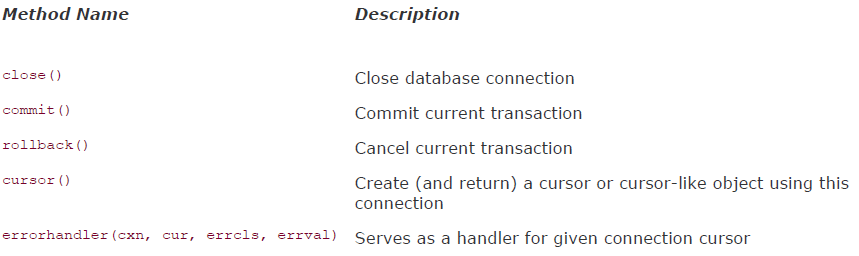 Method Name Description
close() Close database connection
commit() Commit current transaction
rollback() Cancel current transaction
cursor() Create (and return) a cursor or cursor-like object using this
connection
errorhandler(cxn, cur, errcls, errval) Serves as a handler for given connection cursor